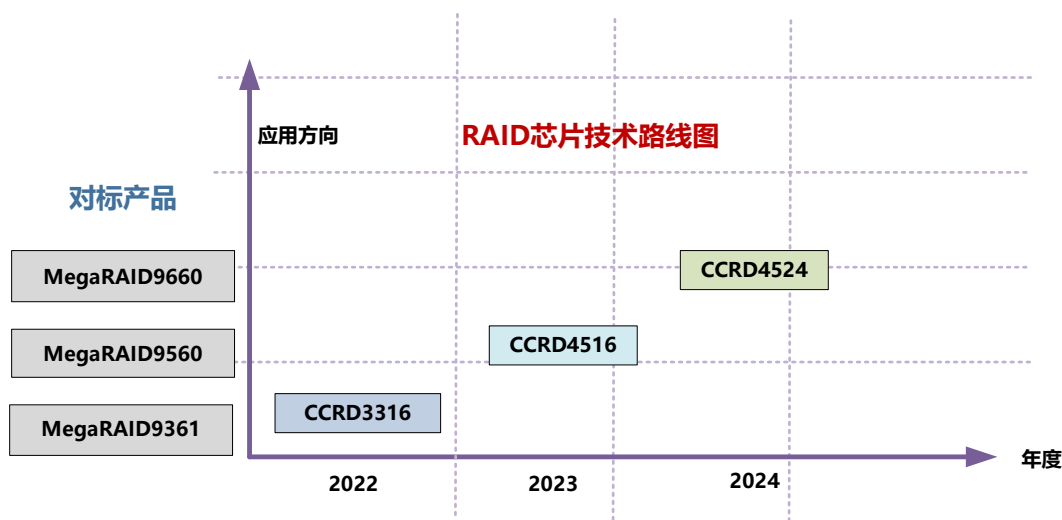 应用方向
RAID芯片技术路线图
对标产品
MegaRAID9660
CCRD4524
MegaRAID9560
CCRD4516
MegaRAID9361
CCRD3316
年度
2022
2023
2024